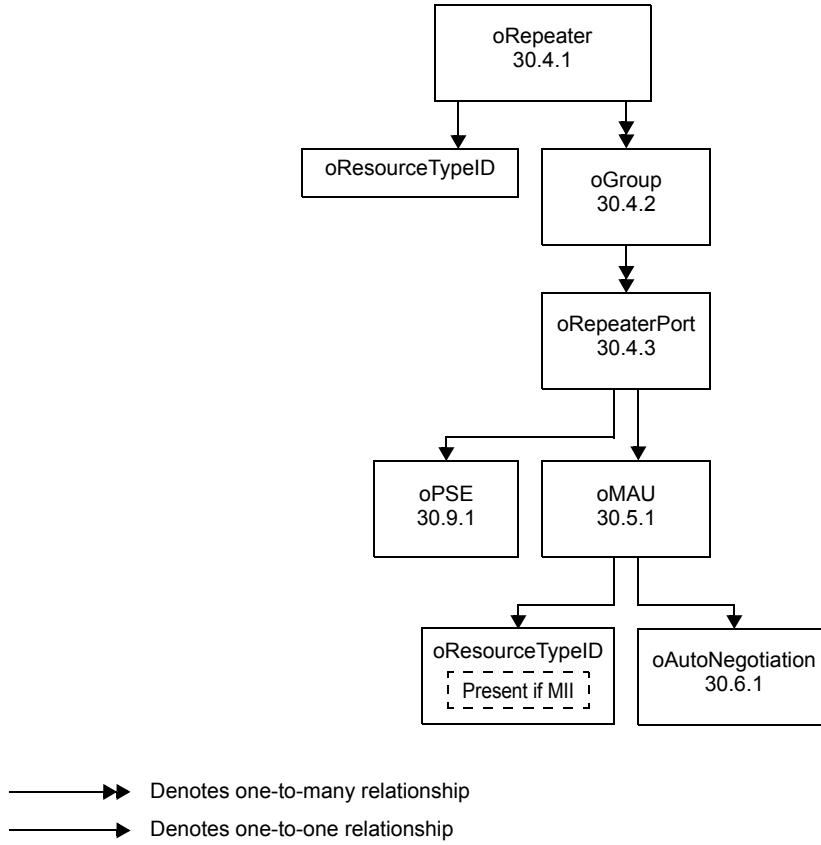 oRepeater
30.4.1
oResourceTypeID
oGroup
30.4.2
oRepeaterPort
30.4.3
oPSE
30.9.1
oMAU
30.5.1
oResourceTypeID
Present if MII
oAutoNegotiation
30.6.1
Denotes one-to-many relationship
Denotes one-to-one relationship